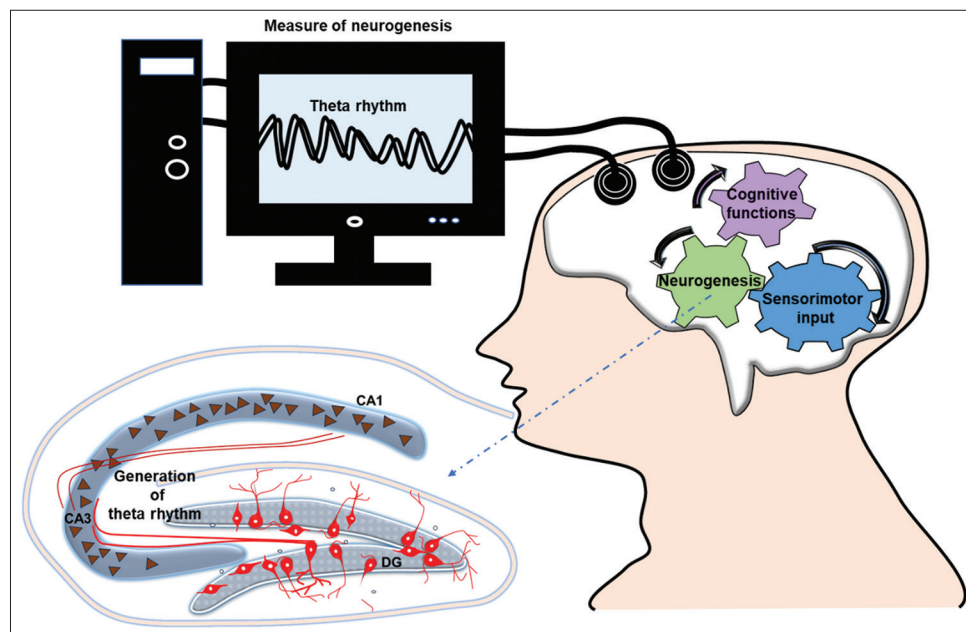 Measure of neurogenesis
Theta rhythm
Cognitive
functions
Neurogenesis
Sensorimotor
input
CA1
Generation
of
theta rhythm
CA3
DG